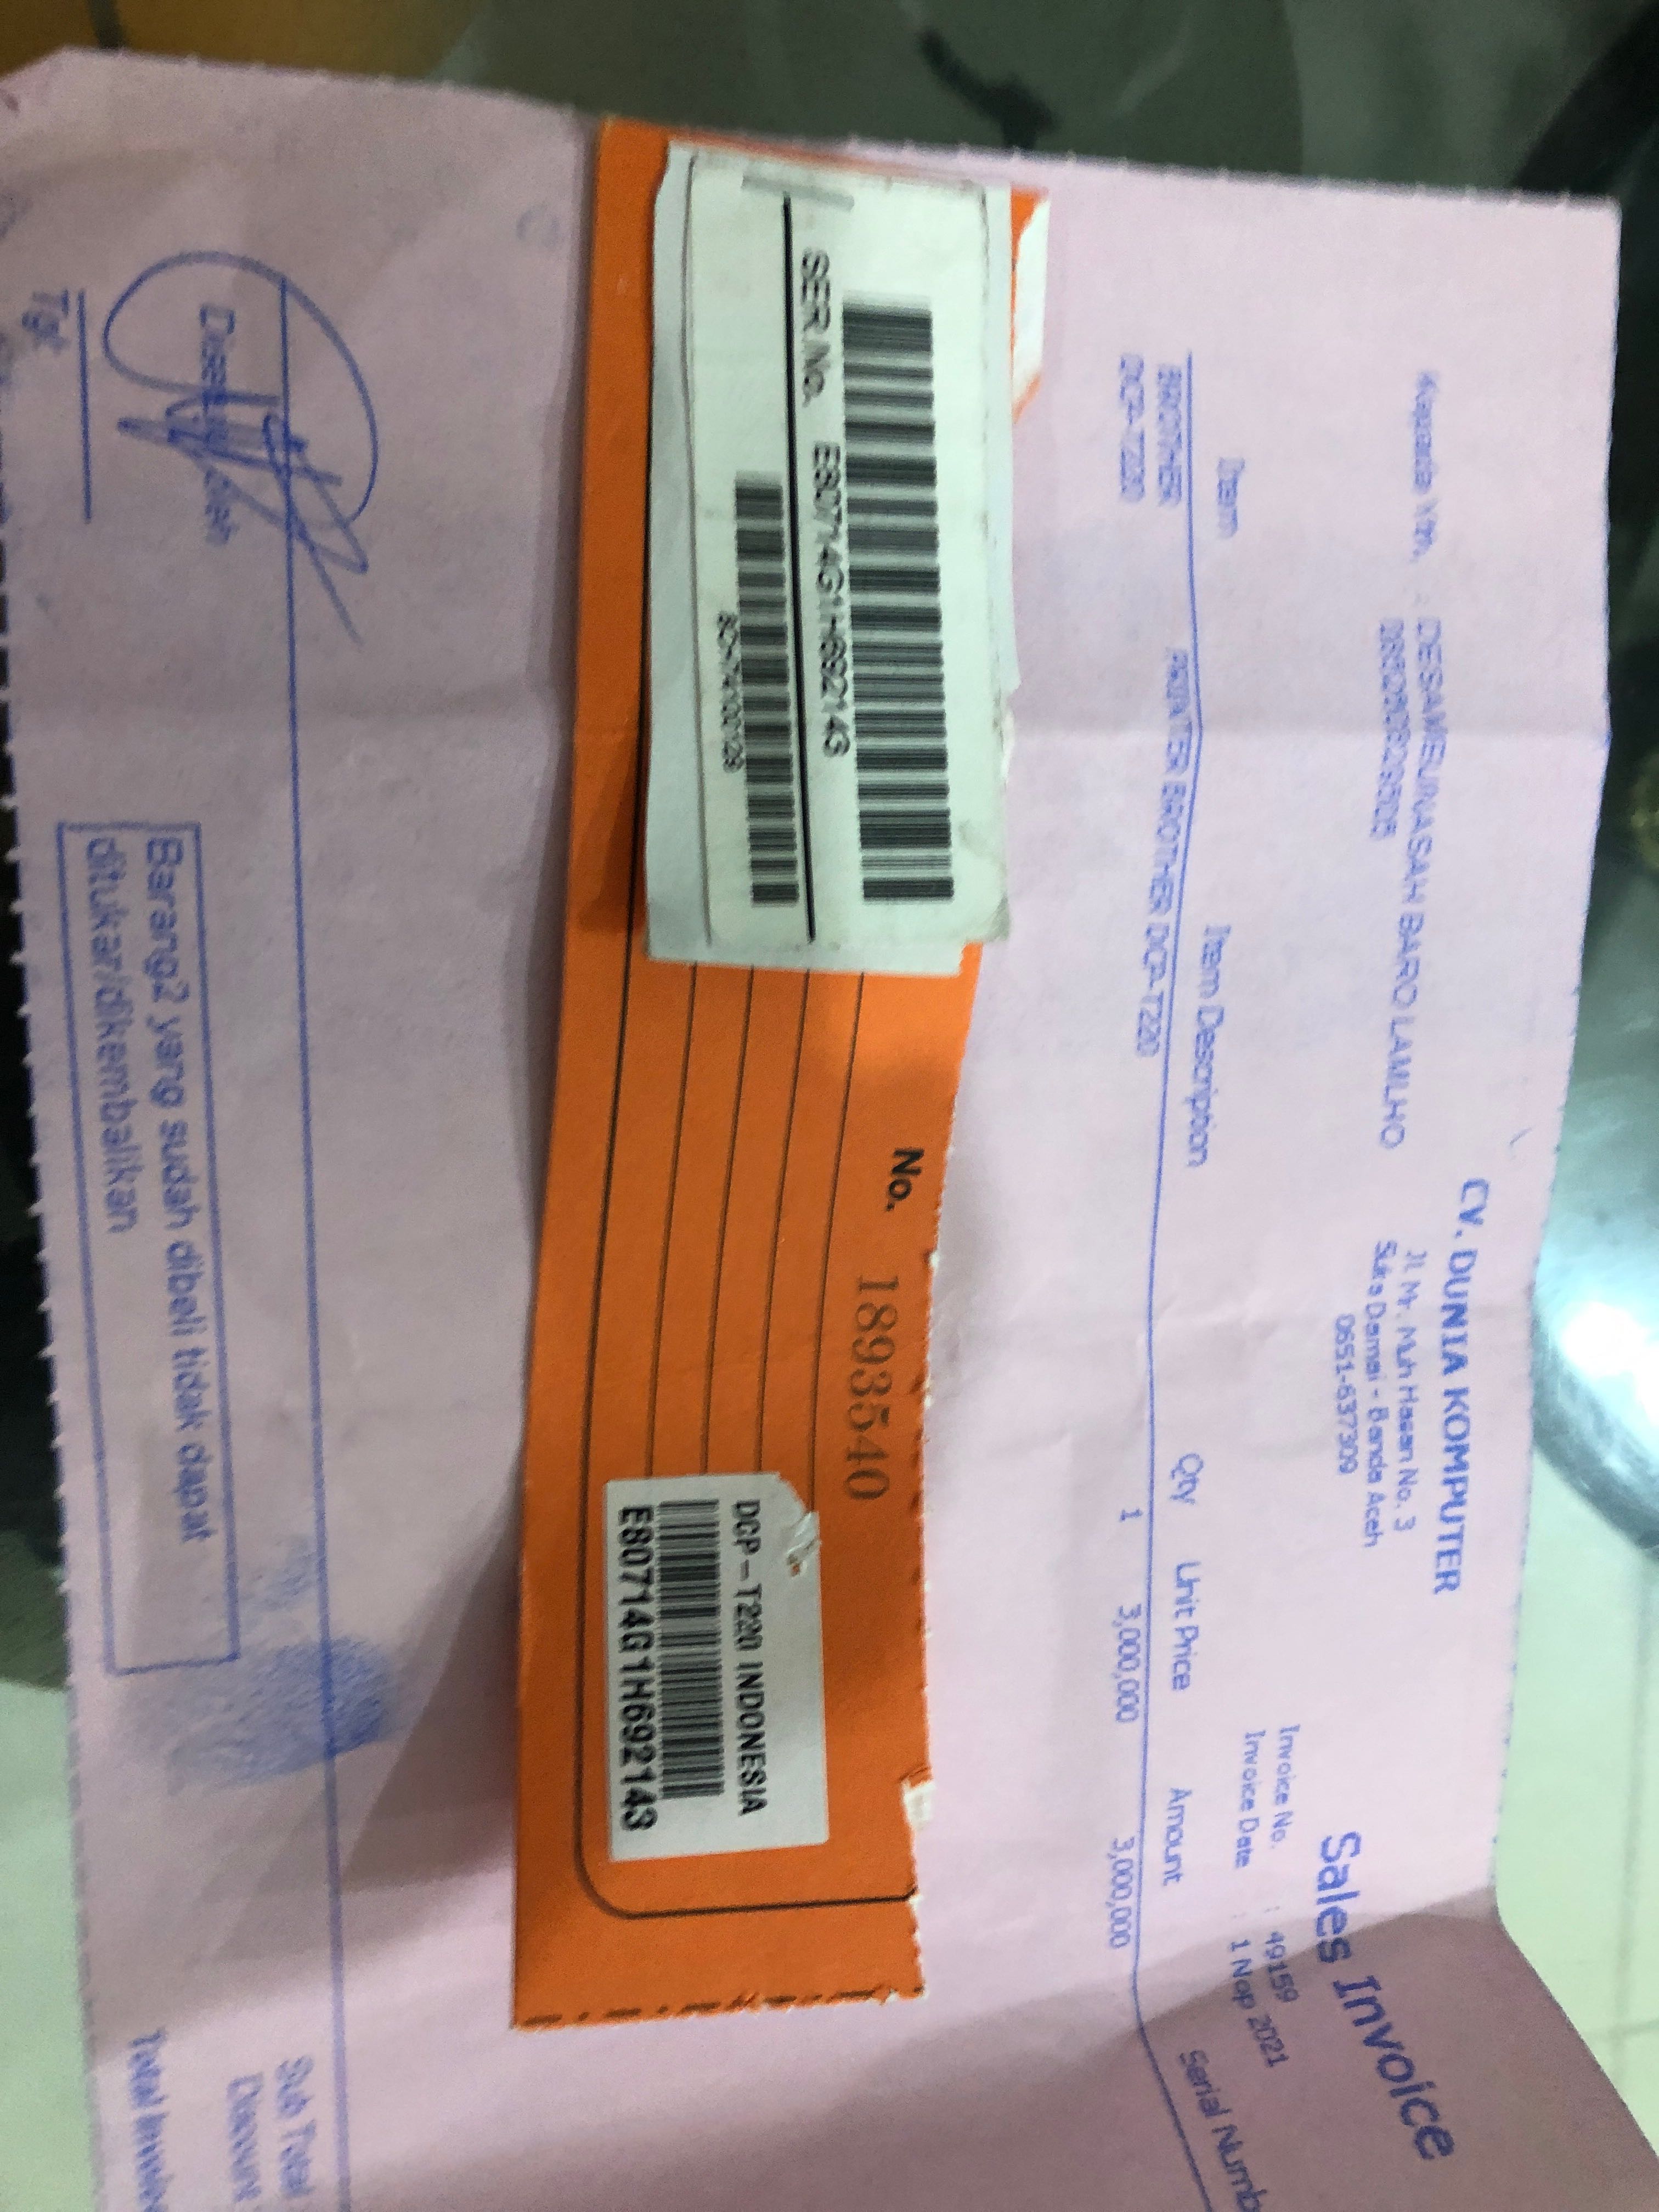 CV. DUNIA KOMPUTER
Jl. Mr. Muh Hasan No. 3
Suka Damai - Banda Aceh
0651-637309
Sales Invoice
Kepada Yth. : DESA MEUNASAH BARO LAMLHO
Invoice No. : 49159
Invoice Date : 1 Nop 2021
Item Item Description Qty Unit Price Amount Serial Numb
BROTHER PRINTER BROTHER DCP-T220 1 3,000,000 3,000,000
DCP-T220
SER.No. E80714G1H692143
No. 1893540
DCP-T220 INDONESIA
E80714G1H692143
Tgl.
Barang2 yang sudah dibeli tidak dapat
ditukar/dikembalikan
Sub Total
Discount
Total Invoice